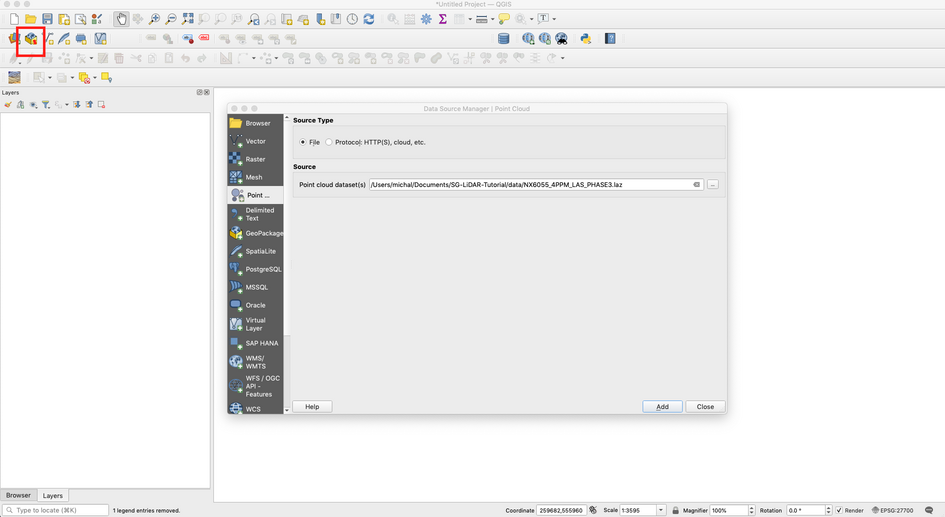 *Untitled Project — QGIS
abc
T
Layers
Data Source Manager | Point Cloud
Browser
Vector
Raster
Mesh
Point ...
Delimited
Text
GeoPackage
SpatiaLite
PostgreSQL
MSSQL
Oracle
Virtual
Layer
SAP HANA
WMS/
WMTS
WFS / OGC
API -
Features
WCS
Source Type
File
Protocol: HTTP(S), cloud, etc.
Source
Point cloud dataset(s)
/Users/michal/Documents/SG-LiDAR-Tutorial/data/NX6055_4PPM_LAS_PHASE3.laz
...
Help
Add
Close
Browser
Layers
Type to locate (⌘K)
1 legend entries removed.
Coordinate
259682,555960
Scale
1:3595
Magnifier
100%
Rotation
0.0 °
Render
EPSG:27700